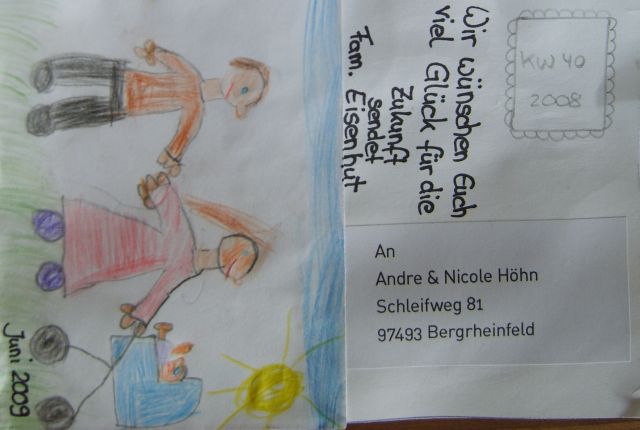 KW 40
2008
Wir wünschen Euch
viel Glück für die
Zukunft
sendet
Fam. Eisenhut
An
Andre & Nicole Höhn
Schleifweg 81
97493 Bergrheinfeld
Juni 2009